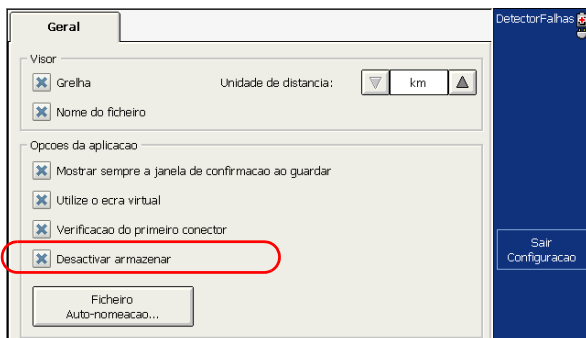 Geral
DetectorFalhas
Visor
Grelha
Unidade de distancia:
km
Nome do ficheiro
Opcoes da aplicacao
Mostrar sempre a janela de confirmacao ao guardar
Utilize o ecra virtual
Verificacao do primeiro conector
Desactivar armazenar
Sair
Configuracao
Ficheiro
Auto-nomeacao...